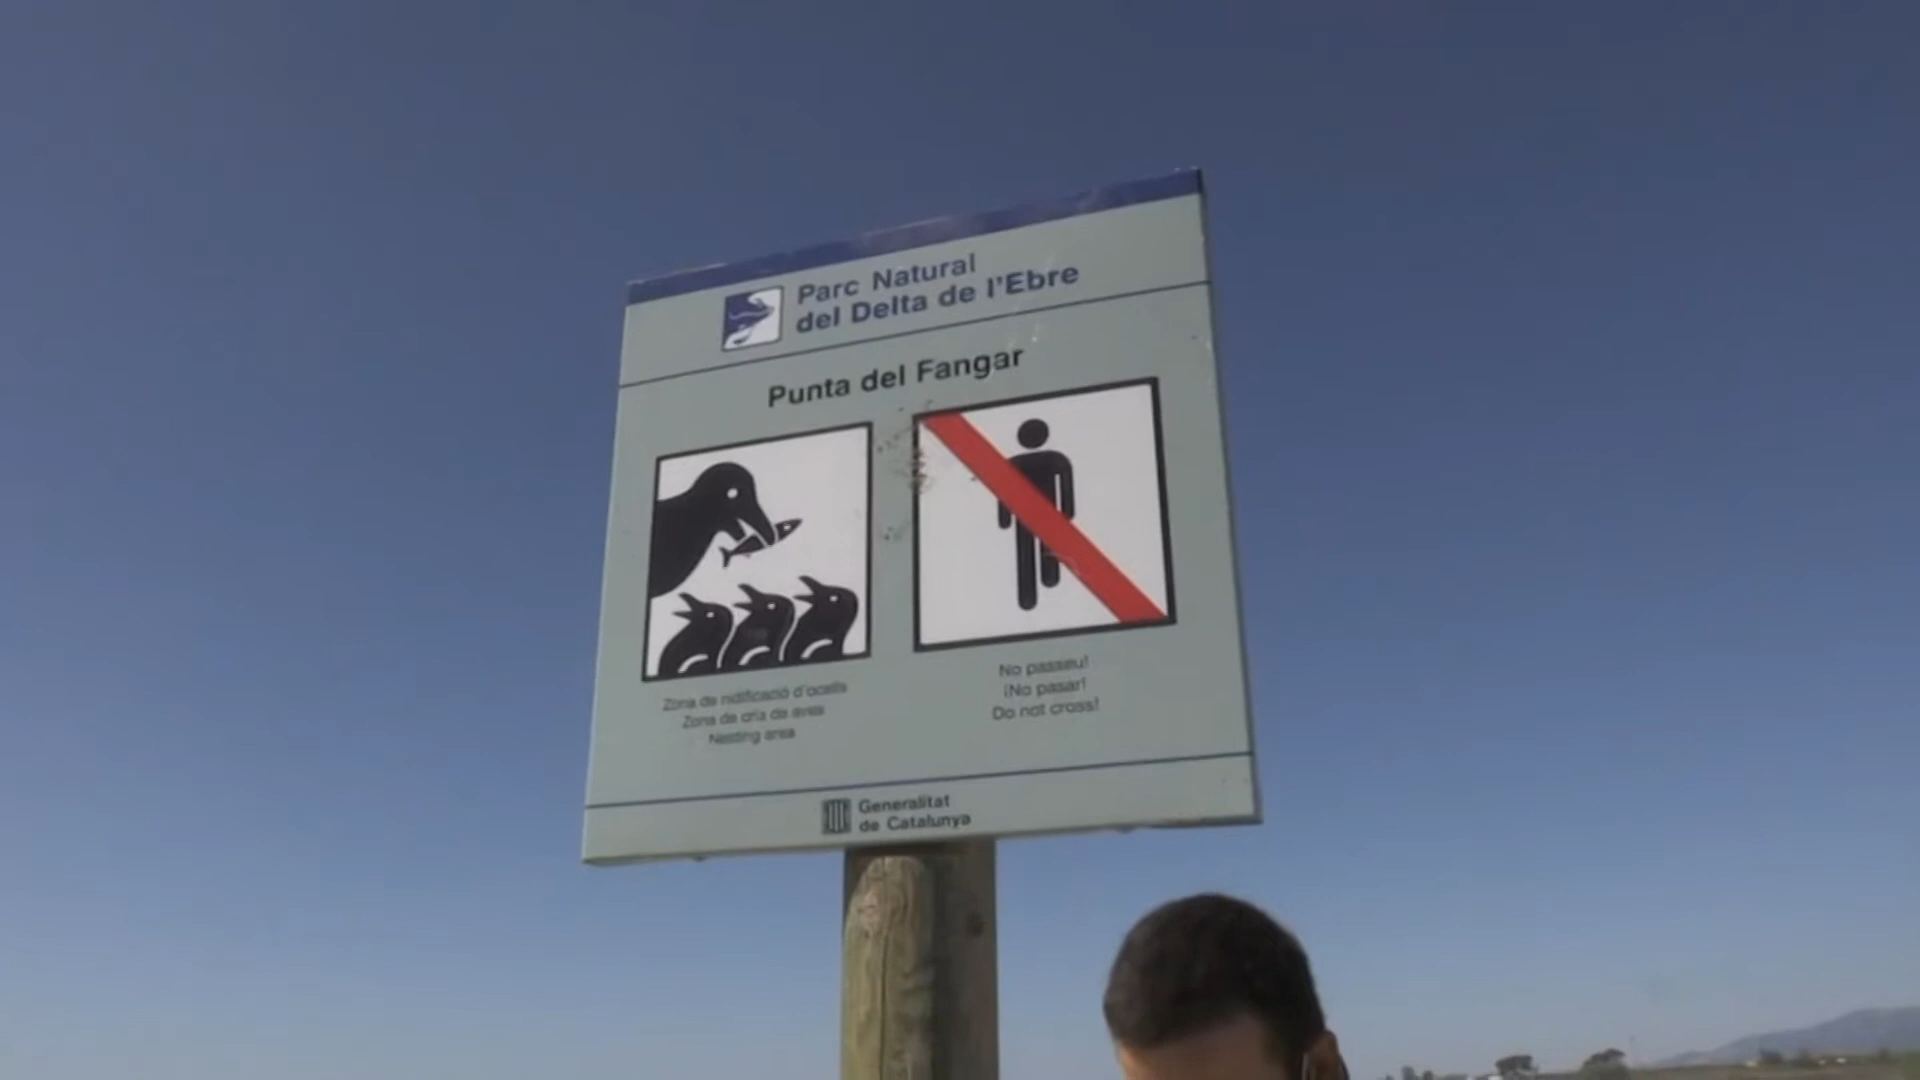 Parc Natural
del Delta de l'Ebre
Punta del Fangar
Zona de nidificació d'ocells
Zona de cría de aves
Nesting area
No passeu!
¡No pasar!
Do not cross!
Generalitat
de Catalunya